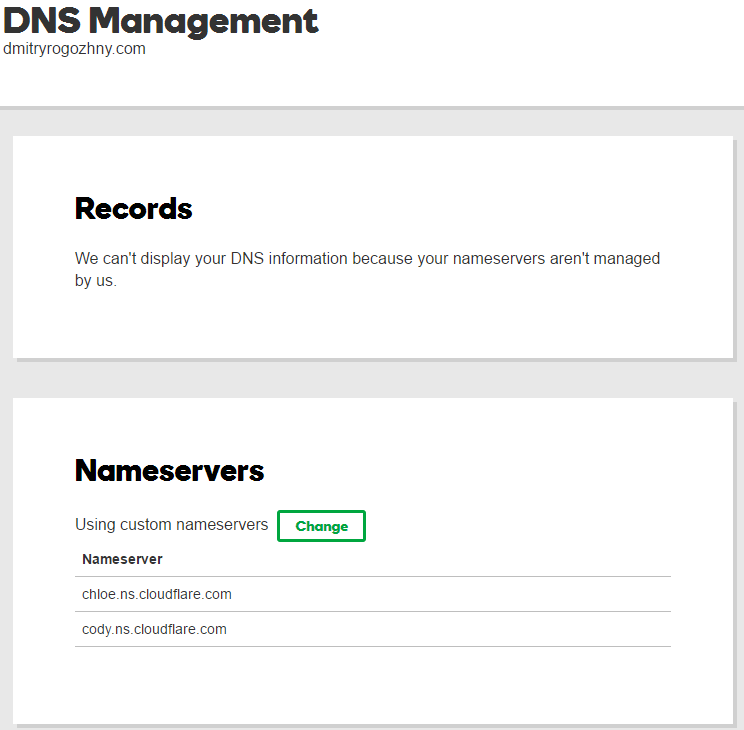 DNS Management
dmitryrogozhny.com
Records
We can't display your DNS information because your nameservers aren't managed
by us.
Nameservers
Using custom nameservers Change
Nameserver
chloe.ns.cloudflare.com
cody.ns.cloudflare.com